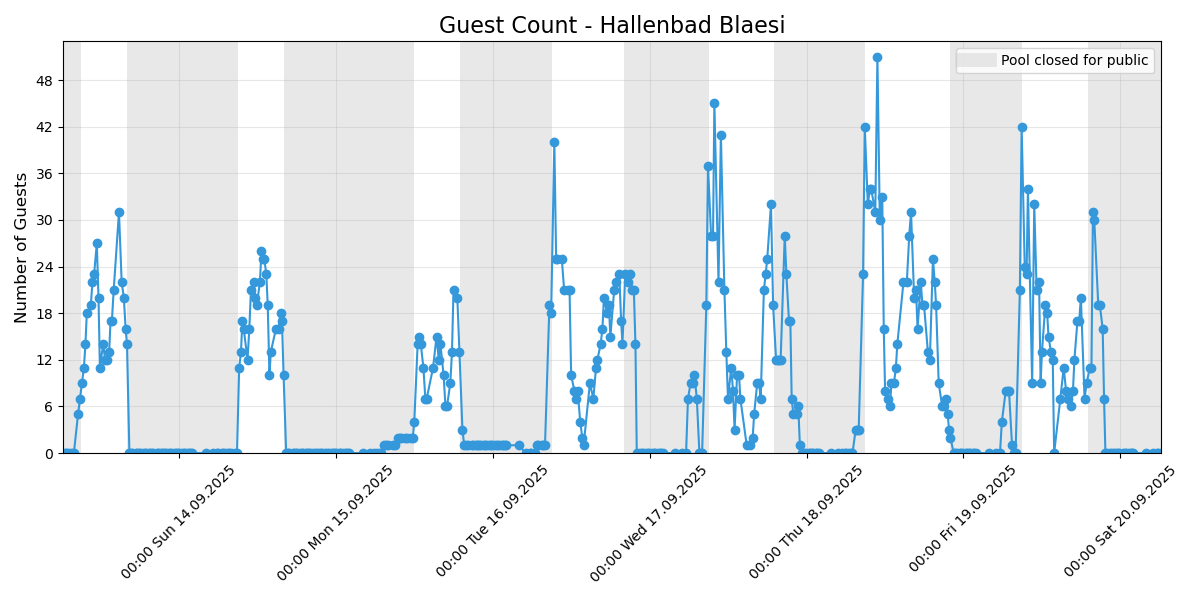 Guest Count - Hallenbad Blaesi
Pool closed for public
Number of Guests
48
42
36
30
24
18
12
6
0
00:00 Sun 14.09.2025
00:00 Mon 15.09.2025
00:00 Tue 16.09.2025
00:00 Wed 17.09.2025
00:00 Thu 18.09.2025
00:00 Fri 19.09.2025
00:00 Sat 20.09.2025